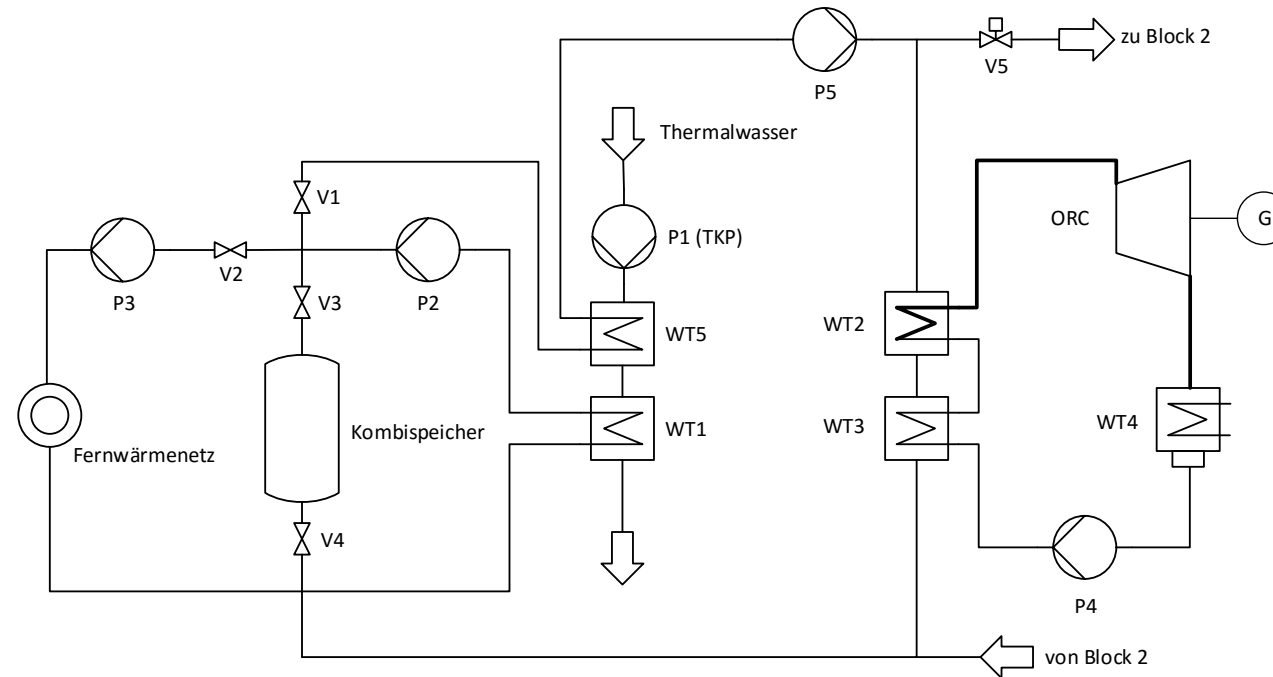 zu Block 2
V5
P5
Thermalwasser
V1
P1 (TKP)
ORC
G
V2
P3
V3
P2
WT5
WT2
Kombispeicher
WT1
WT3
WT4
Fernwärmenetz
V4
P4
von Block 2